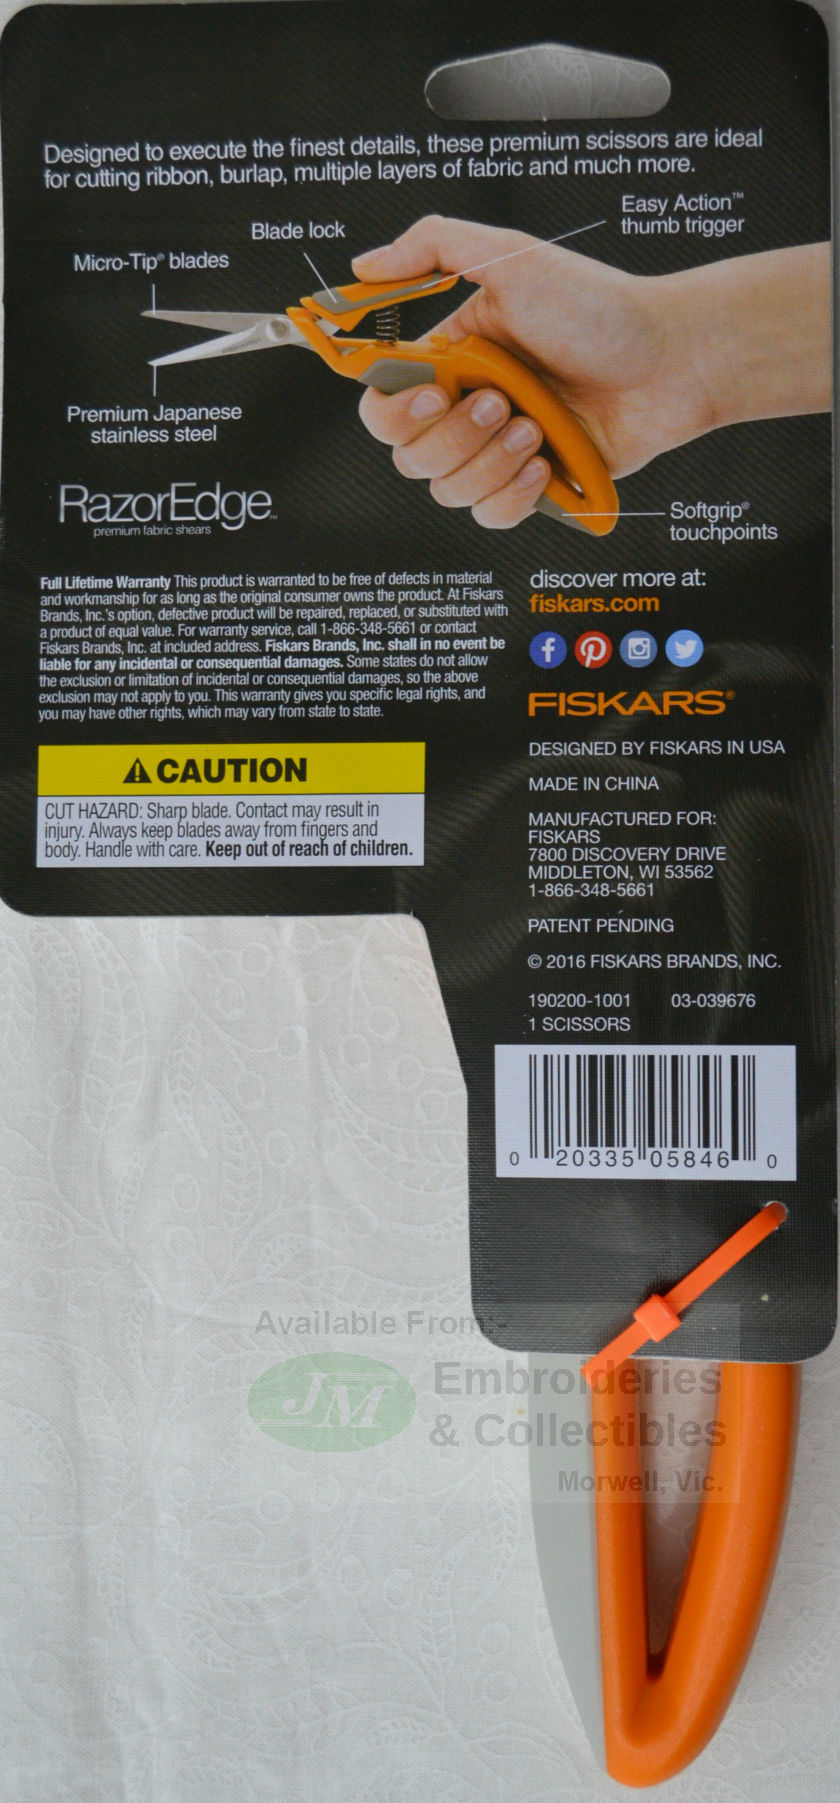 Designed to execute the finest details, these premium scissors are ideal
for cutting ribbon, burlap, multiple layers of fabric and much more.
Easy Action™
thumb trigger
Blade lock
Micro-Tip® blades
FISKARS
Premium Japanese
stainless steel
RazorEdge™
premium fabric shears
Softgrip®
touchpoints
Full Lifetime Warranty This product is warranted to be free of defects in material
and workmanship for as long as the original consumer owns the product. At Fiskars
Brands, Inc.'s option, defective product will be repaired, replaced, or substituted with
a product of equal value. For warranty service, call 1-866-348-5661 or contact
Fiskars Brands, Inc. at included address. Fiskars Brands, Inc. shall in no event be
liable for any incidental or consequential damages. Some states do not allow
the exclusion or limitation of incidental or consequential damages, so the above
exclusion may not apply to you. This warranty gives you specific legal rights, and
you may have other rights, which may vary from state to state.
CAUTION
CUT HAZARD: Sharp blade. Contact may result in
injury. Always keep blades away from fingers and
body. Handle with care. Keep out of reach of children.
discover more at:
fiskars.com
FISKARS®
DESIGNED BY FISKARS IN USA
MADE IN CHINA
MANUFACTURED FOR:
FISKARS
7800 DISCOVERY DRIVE
MIDDLETON, WI 53562
1-866-348-5661
PATENT PENDING
© 2016 FISKARS BRANDS, INC.
190200-1001 03-039676
1 SCISSORS
0 20335 05846 0
Available From:-
JM
Embroideries
& Collectibles
Morwell, Vic.